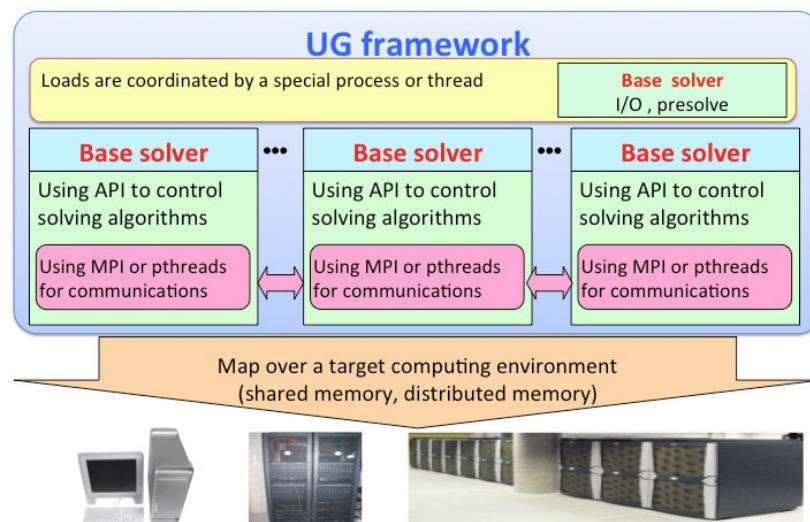 UG framework
Loads are coordinated by a special process or thread
Base solver
I/O , presolve
Base solver
•••
Base solver
•••
Base solver
Using API to control
solving algorithms
Using API to control
solving algorithms
Using API to control
solving algorithms
Using MPI or pthreads
for communications
Using MPI or pthreads
for communications
Using MPI or pthreads
for communications
Map over a target computing environment
(shared memory, distributed memory)